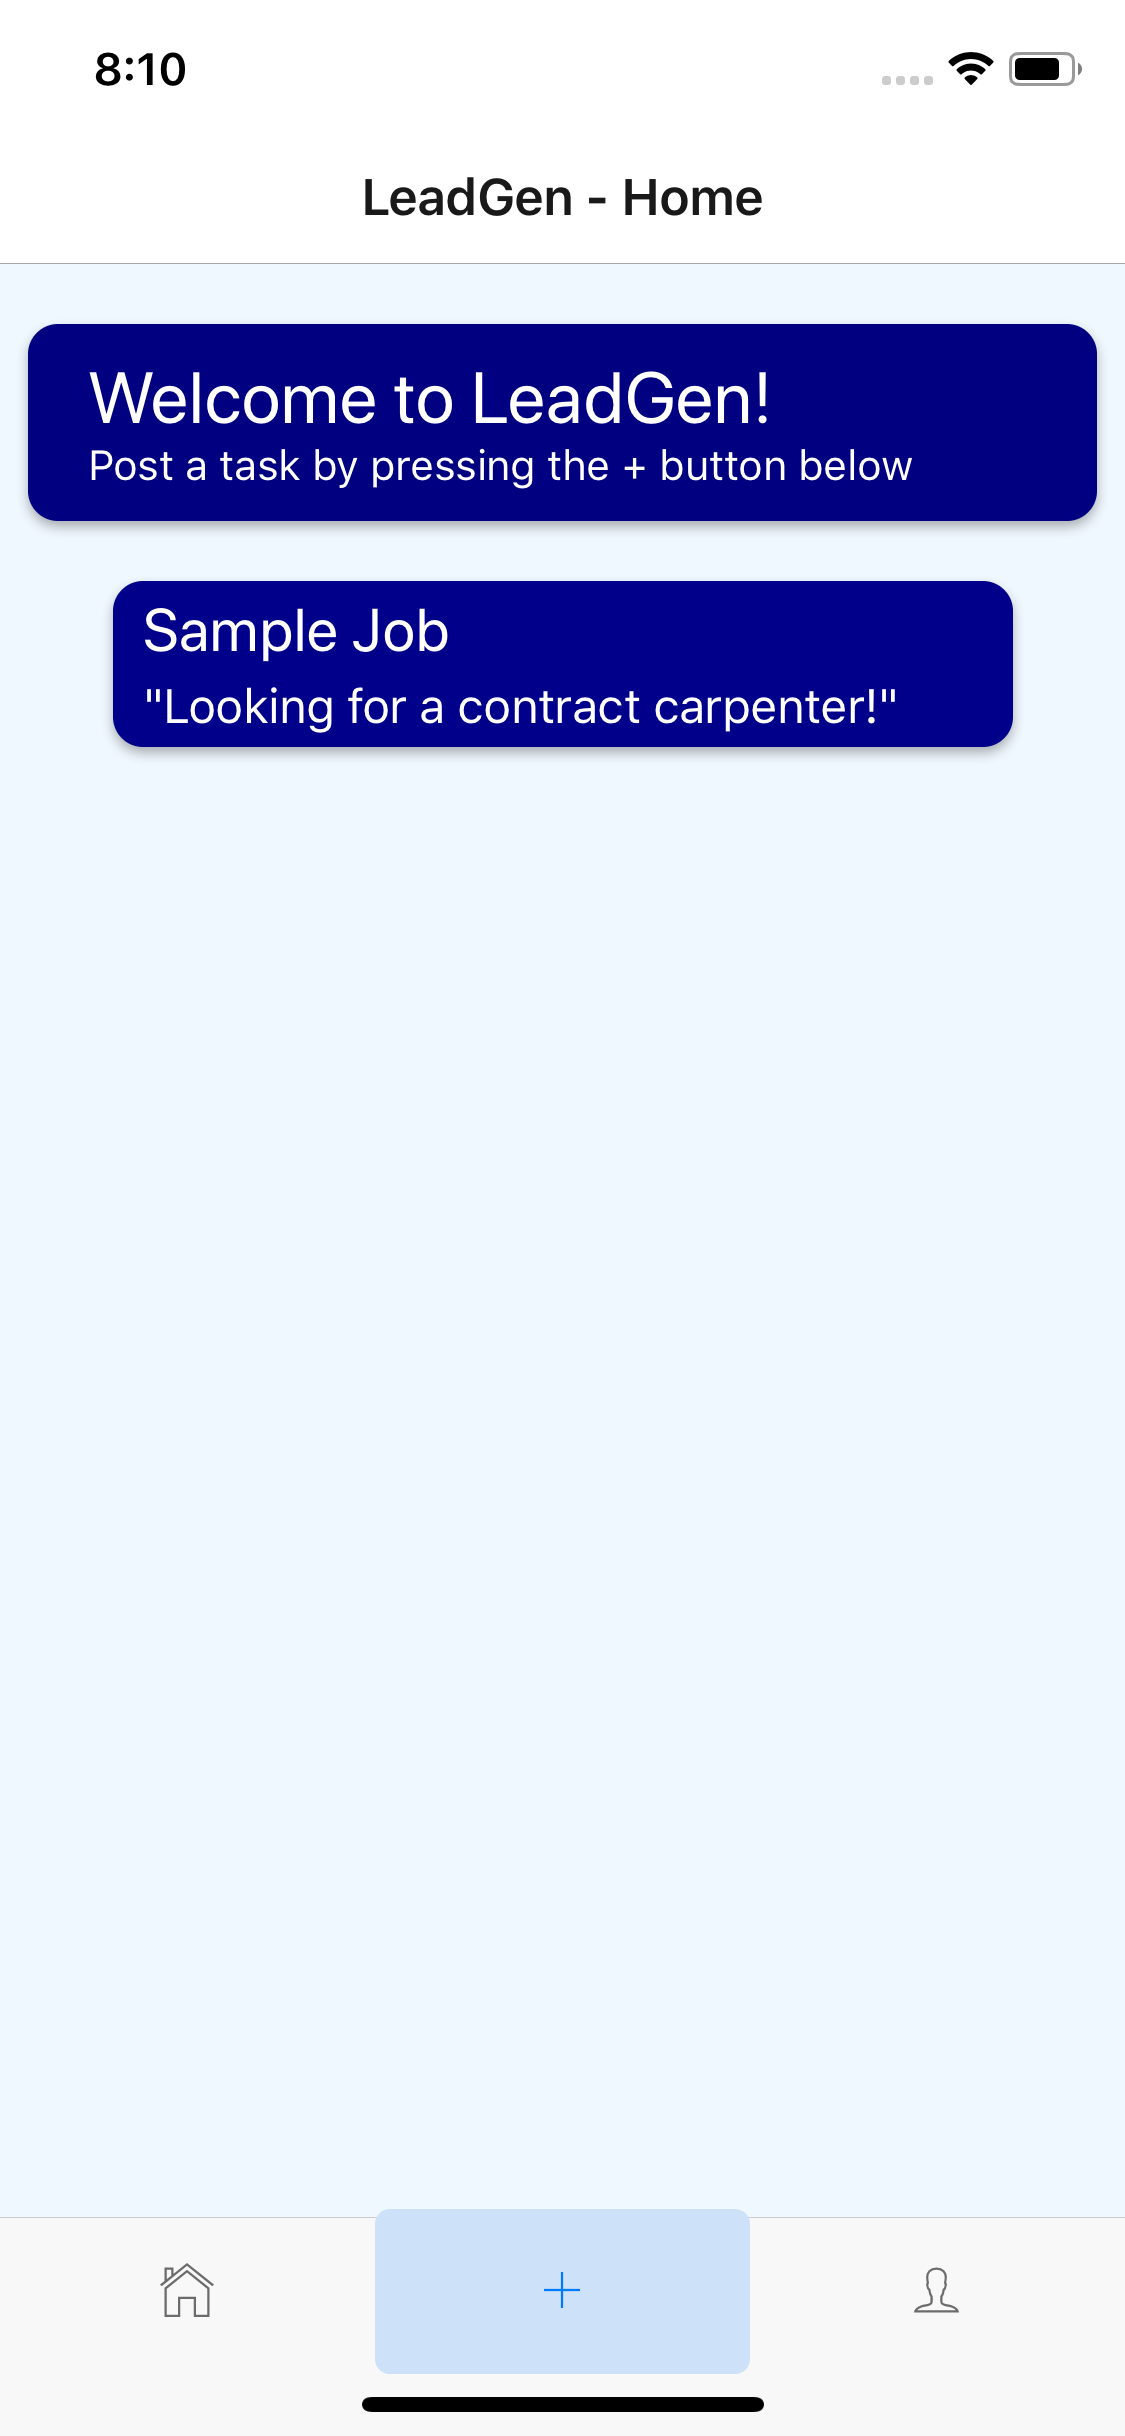 8:10
LeadGen - Home
Welcome to LeadGen!
Post a task by pressing the + button below
Sample Job
"Looking for a contract carpenter!"
+